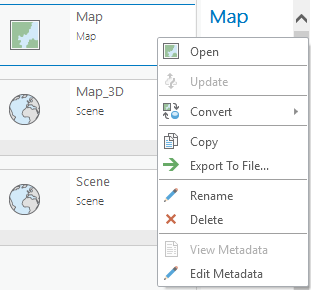 Map
Map
Map
Map_3D
Scene
Scene
Scene
Open
Update
Convert
Copy
Export To File...
Rename
Delete
View Metadata
Edit Metadata